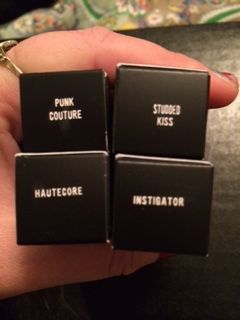 PUNK
COUTURE
STUDDED
KISS
HAUTECORE
INSTIGATOR